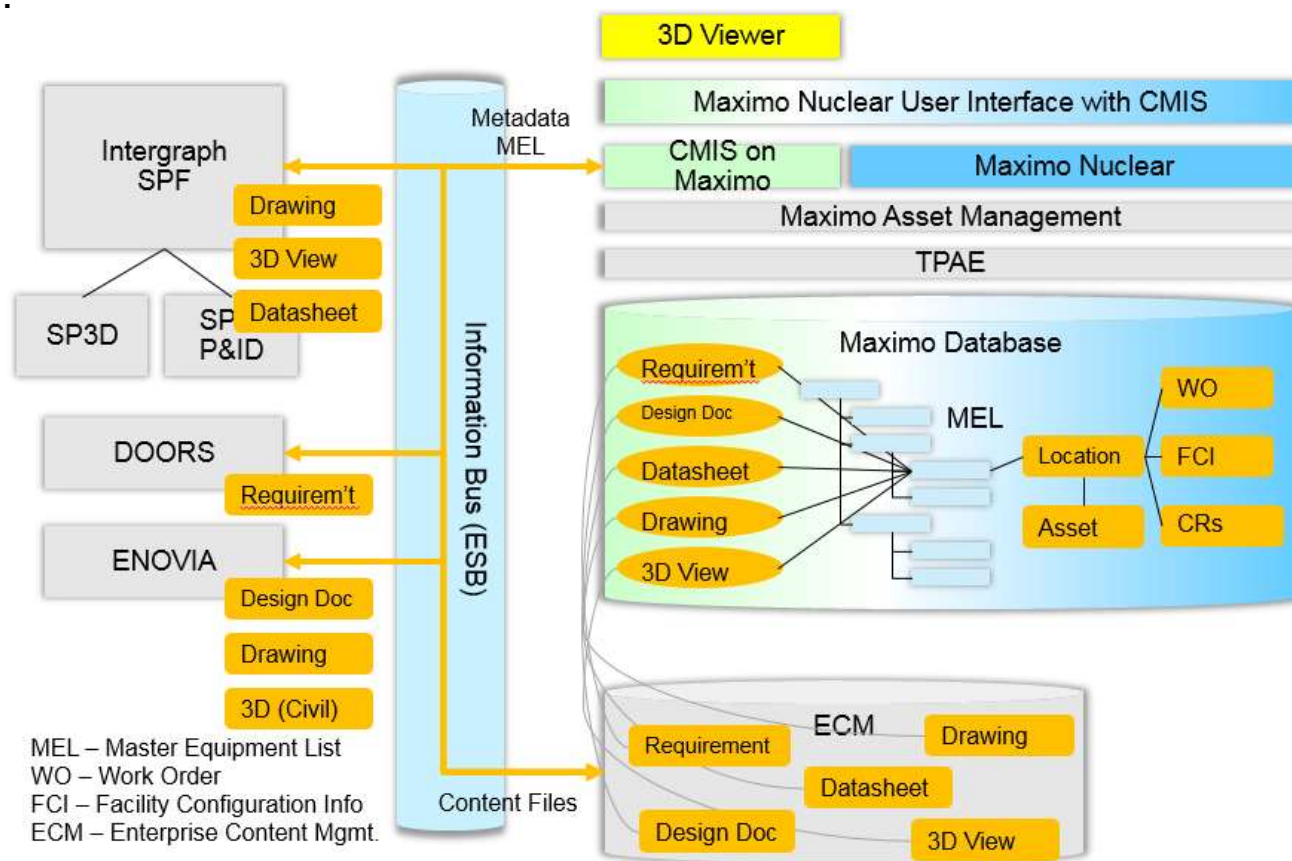 3D Viewer
Maximo Nuclear User Interface with CMIS
Metadata
MEL
CMIS on
Maximo
Maximo Nuclear
Maximo Asset Management
TPAE
Intergraph
SPF
Drawing
3D View
Datasheet
SP3D
SP
P&ID
DOORS
Requirem't
ENOVIA
Design Doc
Drawing
3D (Civil)
Information Bus (ESB)
Maximo Database
Requirem't
Design Doc
Datasheet
Drawing
3D View
MEL
Location
Asset
WO
FCI
CRs
MEL – Master Equipment List
WO – Work Order
FCI – Facility Configuration Info
ECM – Enterprise Content Mgmt.
Content Files
ECM
Requirement
Drawing
Datasheet
Design Doc
3D View